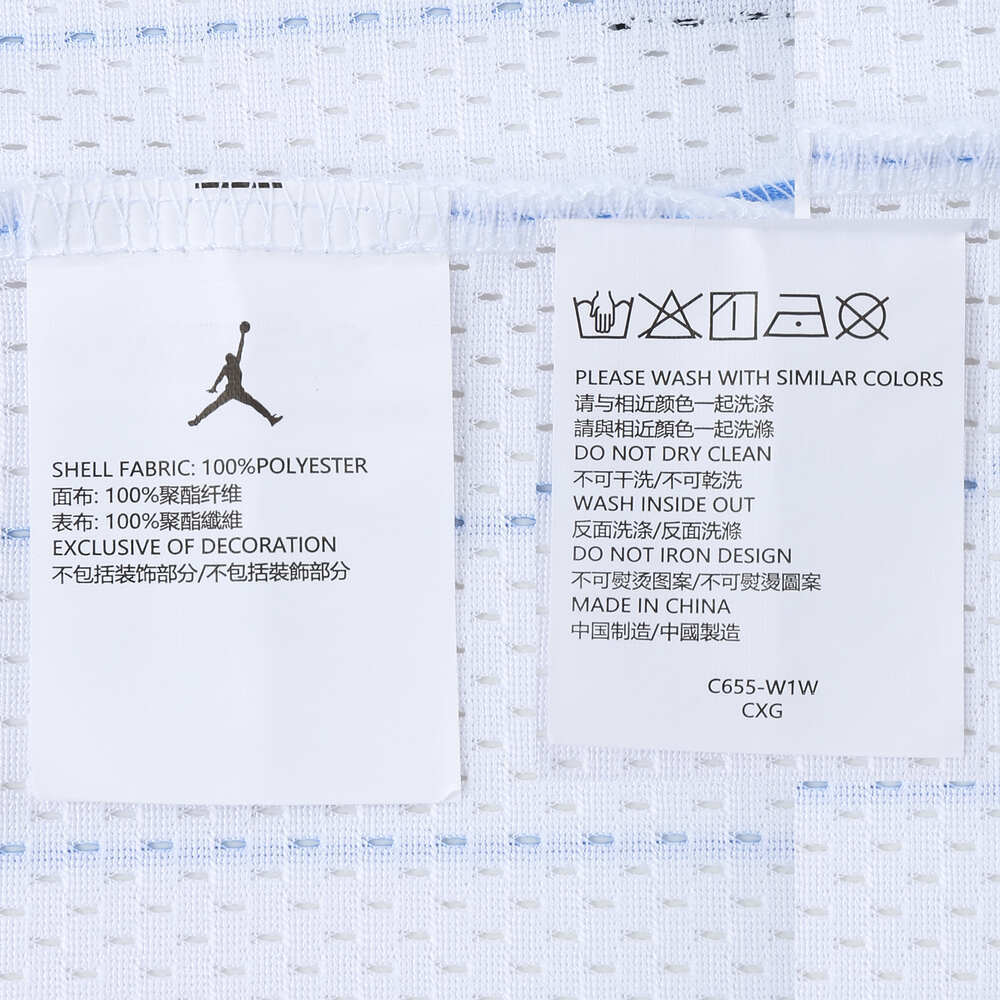 SHELL FABRIC: 100%POLYESTER
面布: 100%聚酯纤维
表布: 100%聚酯纖維
EXCLUSIVE OF DECORATION
不包括装饰部分/不包括裝飾部分
PLEASE WASH WITH SIMILAR COLORS
请与相近颜色一起洗涤
請與相近顏色一起洗滌
DO NOT DRY CLEAN
不可干洗/不可乾洗
WASH INSIDE OUT
反面洗涤/反面洗滌
DO NOT IRON DESIGN
不可熨烫图案/不可熨燙圖案
MADE IN CHINA
中国制造/中國製造
C655-W1W
CXG